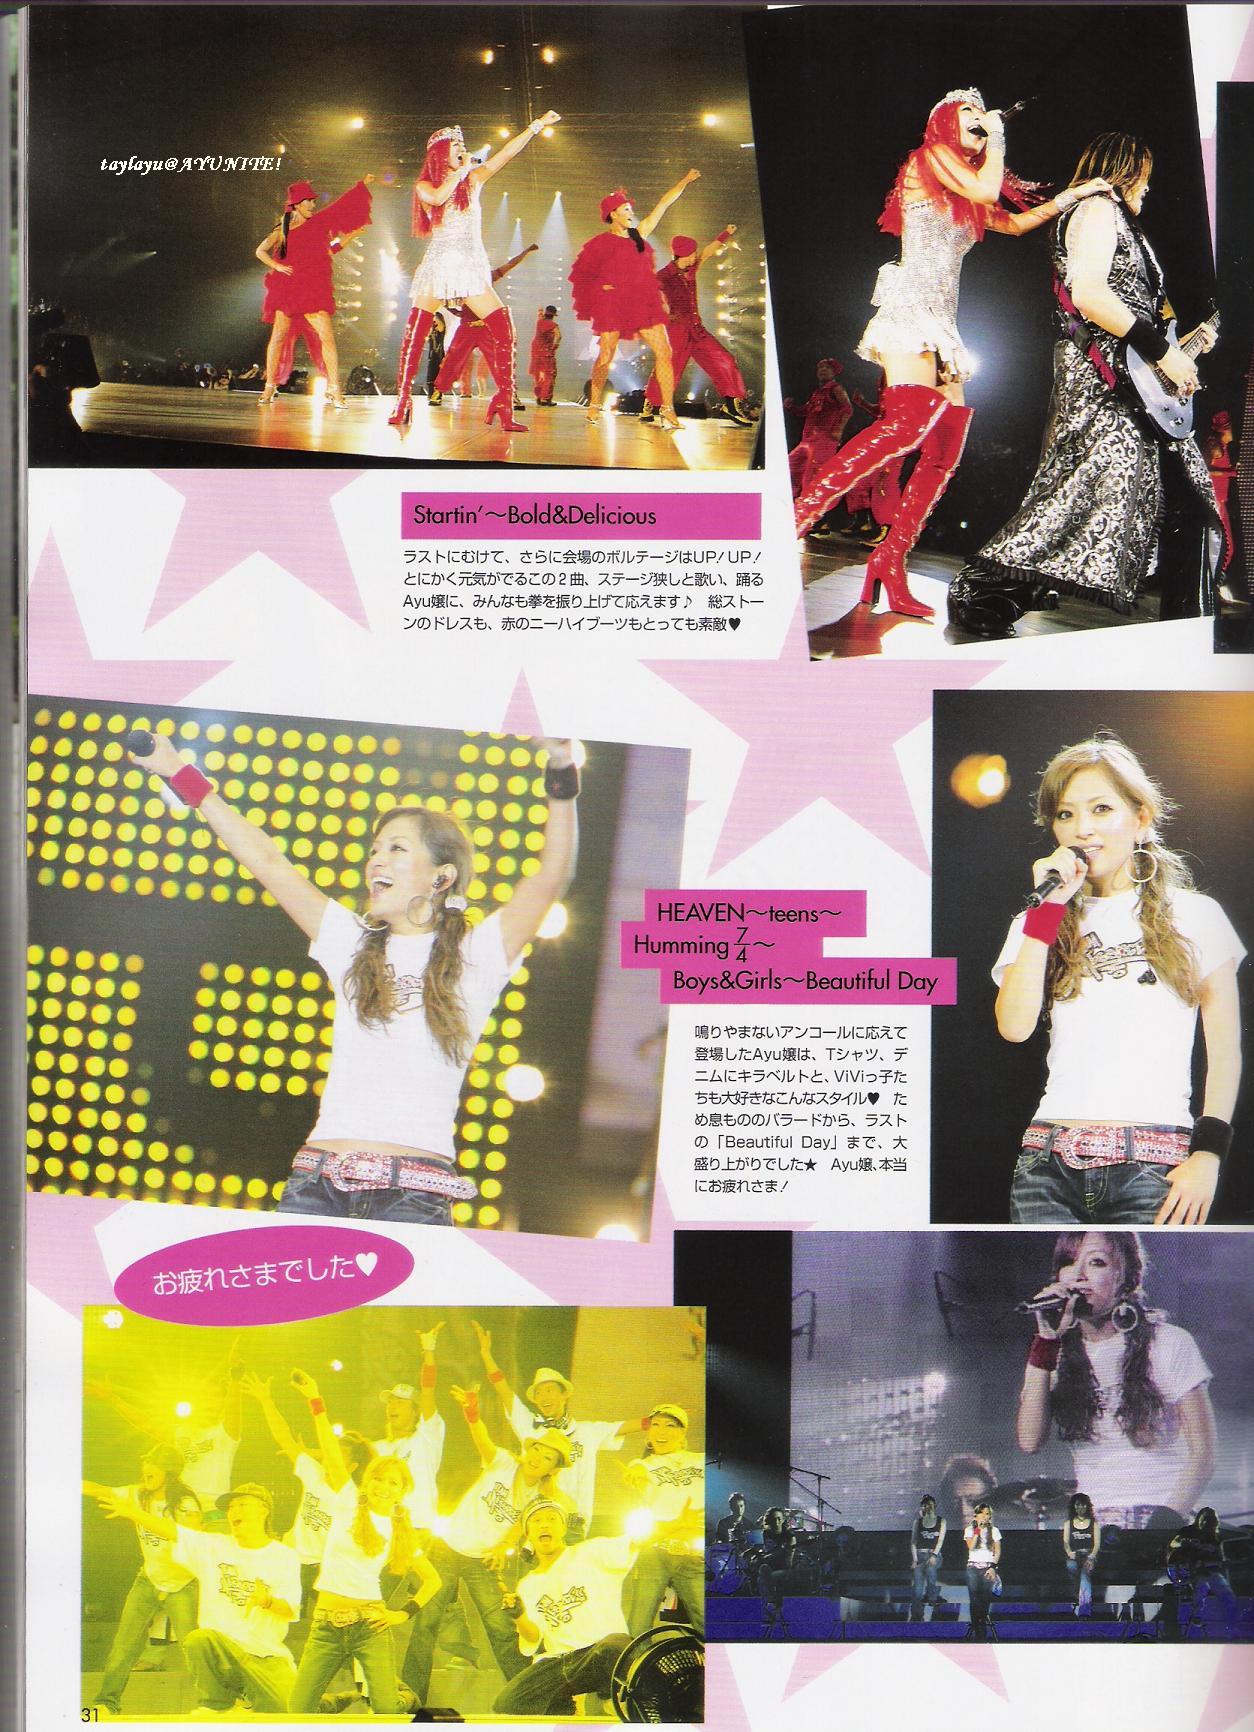 taylayu@AYUNITE!
Startin'～Bold&Delicious
ラストにむけて、さらに会場のボルテージはUP！UP！
とにかく元気がでるこの2曲、ステージ狭しと歌い、踊る
Ayu嬢に、みんなも拳を振り上げて応えます♪　総ストー
ンのドレスも、赤のニーハイブーツもとっても素敵♥
HEAVEN～teens～
Humming 7/4～
Boys&Girls～Beautiful Day
鳴りやまないアンコールに応えて
登場したAyu嬢は、Tシャツ、デ
ニムにキラベルトと、ViViっ子た
ちも大好きなこんなスタイル♥　た
め息もののバラードから、ラスト
の「Beautiful Day」まで、大
盛り上がりでした★　Ayu嬢、本当
にお疲れさま！
お疲れさまでした♥
31